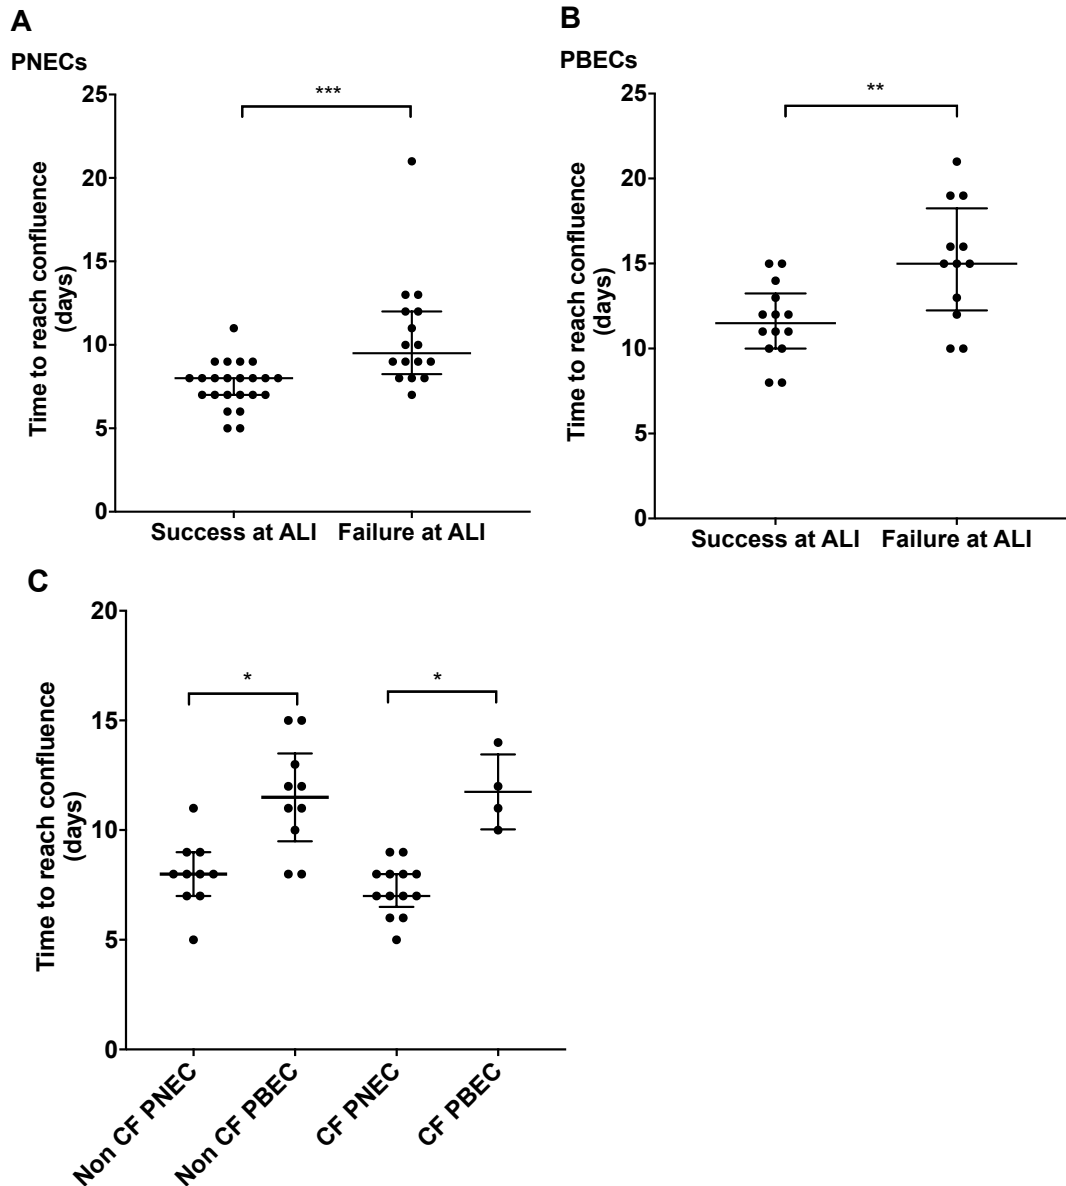 A
PNECs
Time to reach confluence
(days)
25
20
15
10
5
0
***
Success at ALI
Failure at ALI
B
PBECs
Time to reach confluence
(days)
25
20
15
10
5
0
**
Success at ALI
Failure at ALI
C
Time to reach confluence
(days)
20
15
10
5
0
*
*
Non CF PNEC
Non CF PBEC
CF PNEC
CF PBEC